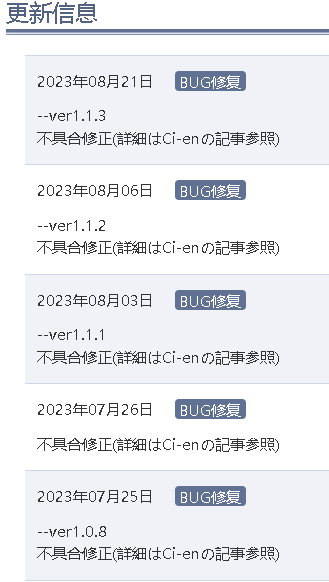 更新信息
2023年08月21日 BUG修复
--ver1.1.3
不具合修正(詳細はCi-enの記事参照)
2023年08月06日 BUG修复
--ver1.1.2
不具合修正(詳細はCi-enの記事参照)
2023年08月03日 BUG修复
--ver1.1.1
不具合修正(詳細はCi-enの記事参照)
2023年07月26日 BUG修复
不具合修正(詳細はCi-enの記事参照)
2023年07月25日 BUG修复
--ver1.0.8
不具合修正(詳細はCi-enの記事参照)